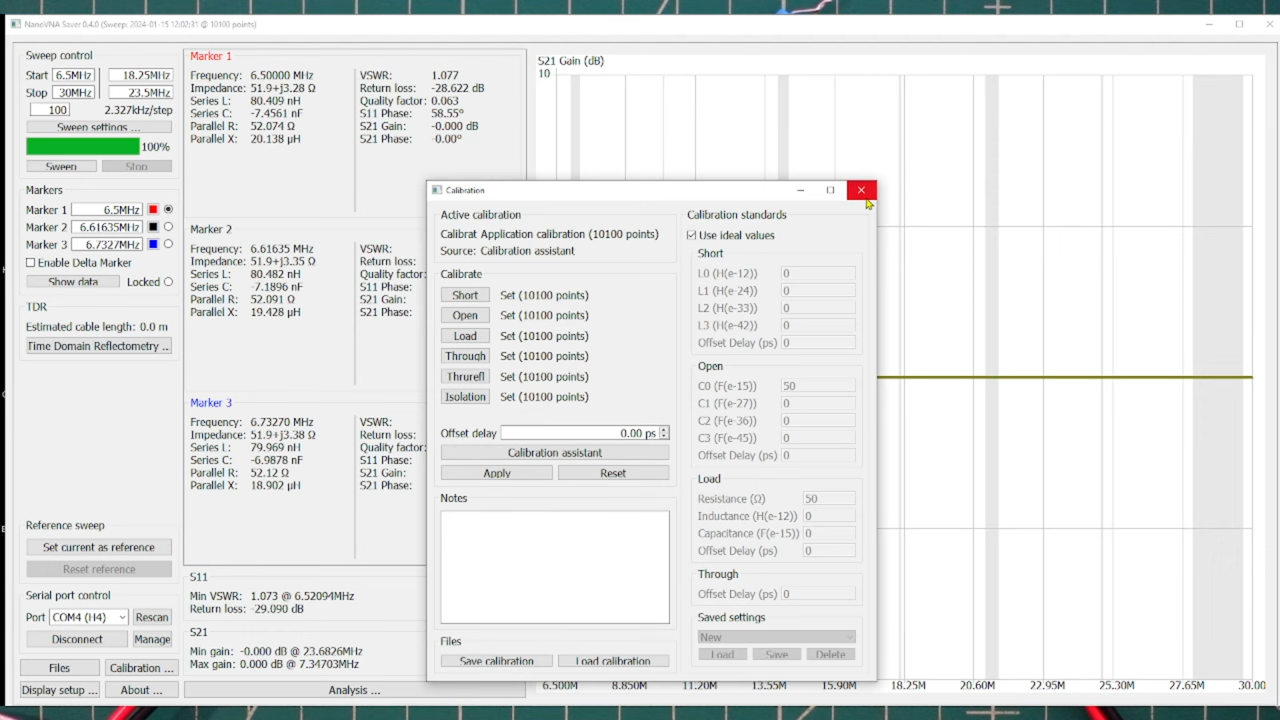 NanoVNA Saver 0.4.0 (Sweep: 2024-01-15 12:02:31 @ 10100 points)
Sweep control
Start 6.5MHz 18.25MHz
Stop 30MHz 23.5MHz
100 2.327kHz/step
Sweep settings ...
100%
Sweep Stop
Markers
Marker 1 6.5MHz
Marker 2 6.61635MHz
Marker 3 6.7327MHz
Enable Delta Marker
Show data Locked
TDR
Estimated cable length: 0.0 m
Time Domain Reflectometry ...
Reference sweep
Set current as reference
Reset reference
Serial port control
Port COM4 (H4) Rescan
Disconnect Manage
Files Calibration ...
Display setup ... About ...
Marker 1
Frequency: 6.50000 MHz VSWR: 1.077
Impedance: 51.9+j3.28 Ω Return loss: -28.622 dB
Series L: 80.409 nH Quality factor: 0.063
Series C: -7.4561 nF S11 Phase: 58.55°
Parallel R: 52.074 Ω S21 Gain: -0.000 dB
Parallel X: 20.138 μH S21 Phase: -0.00°
Marker 2
Frequency: 6.61635 MHz VSWR:
Impedance: 51.9+j3.35 Ω Return loss:
Series L: 80.482 nH Quality factor:
Series C: -7.1896 nF S11 Phase:
Parallel R: 52.091 Ω S21 Gain:
Parallel X: 19.428 μH S21 Phase:
Marker 3
Frequency: 6.73270 MHz VSWR:
Impedance: 51.9+j3.38 Ω Return loss:
Series L: 79.969 nH Quality factor:
Series C: -6.9878 nF S11 Phase:
Parallel R: 52.12 Ω S21 Gain:
Parallel X: 18.902 μH S21 Phase:
S11
Min VSWR: 1.073 @ 6.52094MHz
Return loss: -29.090 dB
S21
Min gain: -0.000 dB @ 23.6826MHz
Max gain: 0.000 dB @ 7.34703MHz
Analysis ...
S21 Gain (dB)
10
Calibration
Active calibration
Calibrat Application calibration (10100 points)
Source: Calibration assistant
Calibrate
Short Set (10100 points)
Open Set (10100 points)
Load Set (10100 points)
Through Set (10100 points)
Thrurefl Set (10100 points)
Isolation Set (10100 points)
Offset delay 0.00 ps
Calibration assistant
Apply Reset
Notes
Files
Save calibration Load calibration
Calibration standards
Use ideal values
Short
L0 (H(e-12)) 0
L1 (H(e-24)) 0
L2 (H(e-33)) 0
L3 (H(e-42)) 0
Offset Delay (ps) 0
Open
C0 (F(e-15)) 50
C1 (F(e-27)) 0
C2 (F(e-36)) 0
C3 (F(e-45)) 0
Offset Delay (ps) 0
Load
Resistance (Ω) 50
Inductance (H(e-12)) 0
Capacitance (F(e-15)) 0
Offset Delay (ps) 0
Through
Offset Delay (ps) 0
Saved settings
New
Load Save Delete
6.500M 8.850M 11.20M 13.55M 15.90M 18.25M 20.60M 22.95M 25.30M 27.65M 30.00